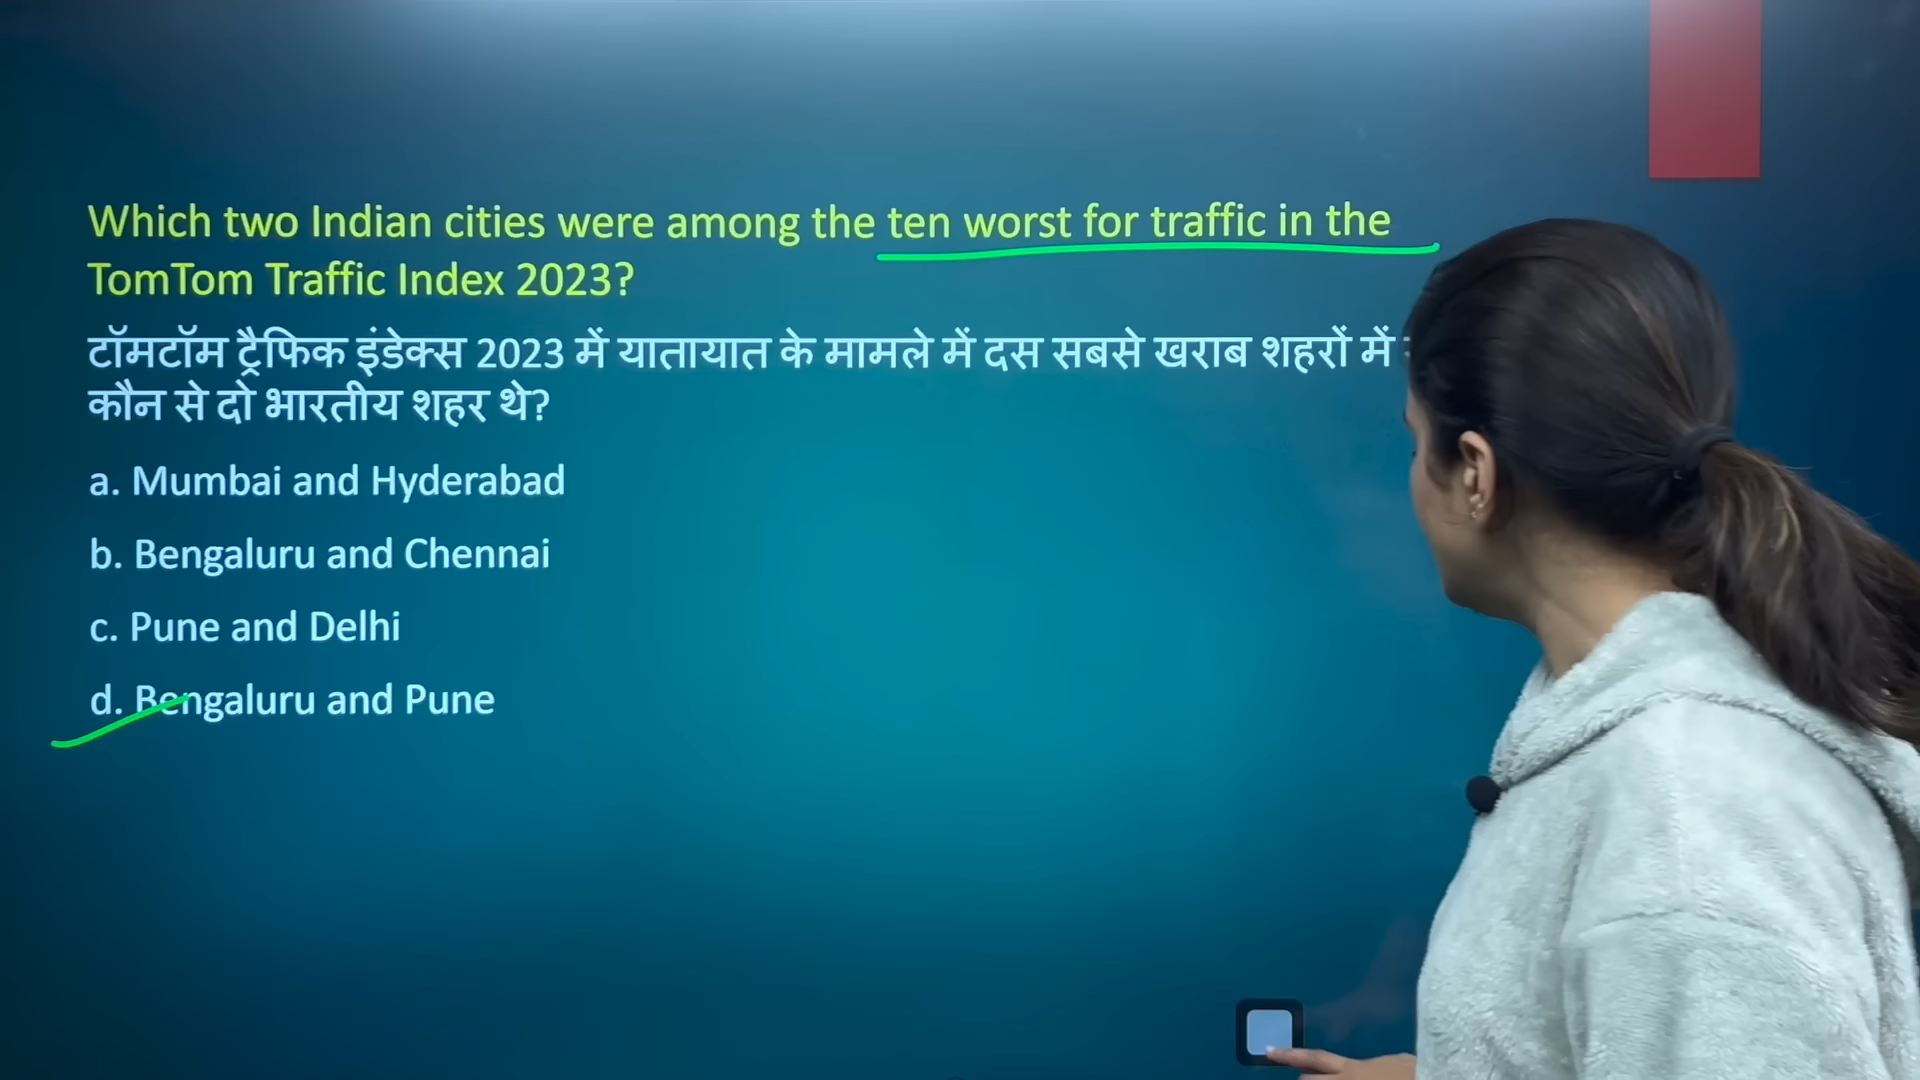 Which two Indian cities were among the ten worst for traffic in the
TomTom Traffic Index 2023?
टॉमटॉम ट्रैफिक इंडेक्स 2023 में यातायात के मामले में दस सबसे खराब शहरों में
कौन से दो भारतीय शहर थे?
a. Mumbai and Hyderabad
b. Bengaluru and Chennai
c. Pune and Delhi
d. Bengaluru and Pune